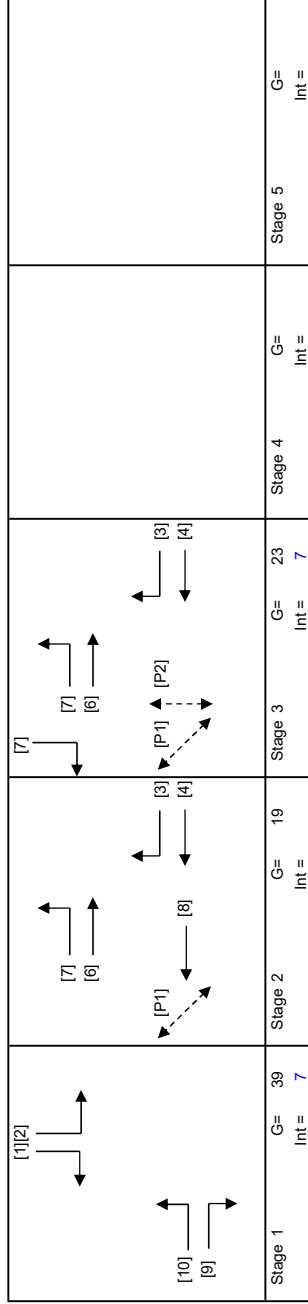 [1][2]
[10]
[9]
Stage 1 G= 39
Int = 7
[7]
[6]
[P1]
[8]
[3]
[4]
Stage 2 G= 19
Int =
[7]
[7]
[6]
[P1]
[P2]
[3]
[4]
Stage 3 G= 23
Int = 7
Stage 4 G=
Int =
Stage 5 G=
Int =